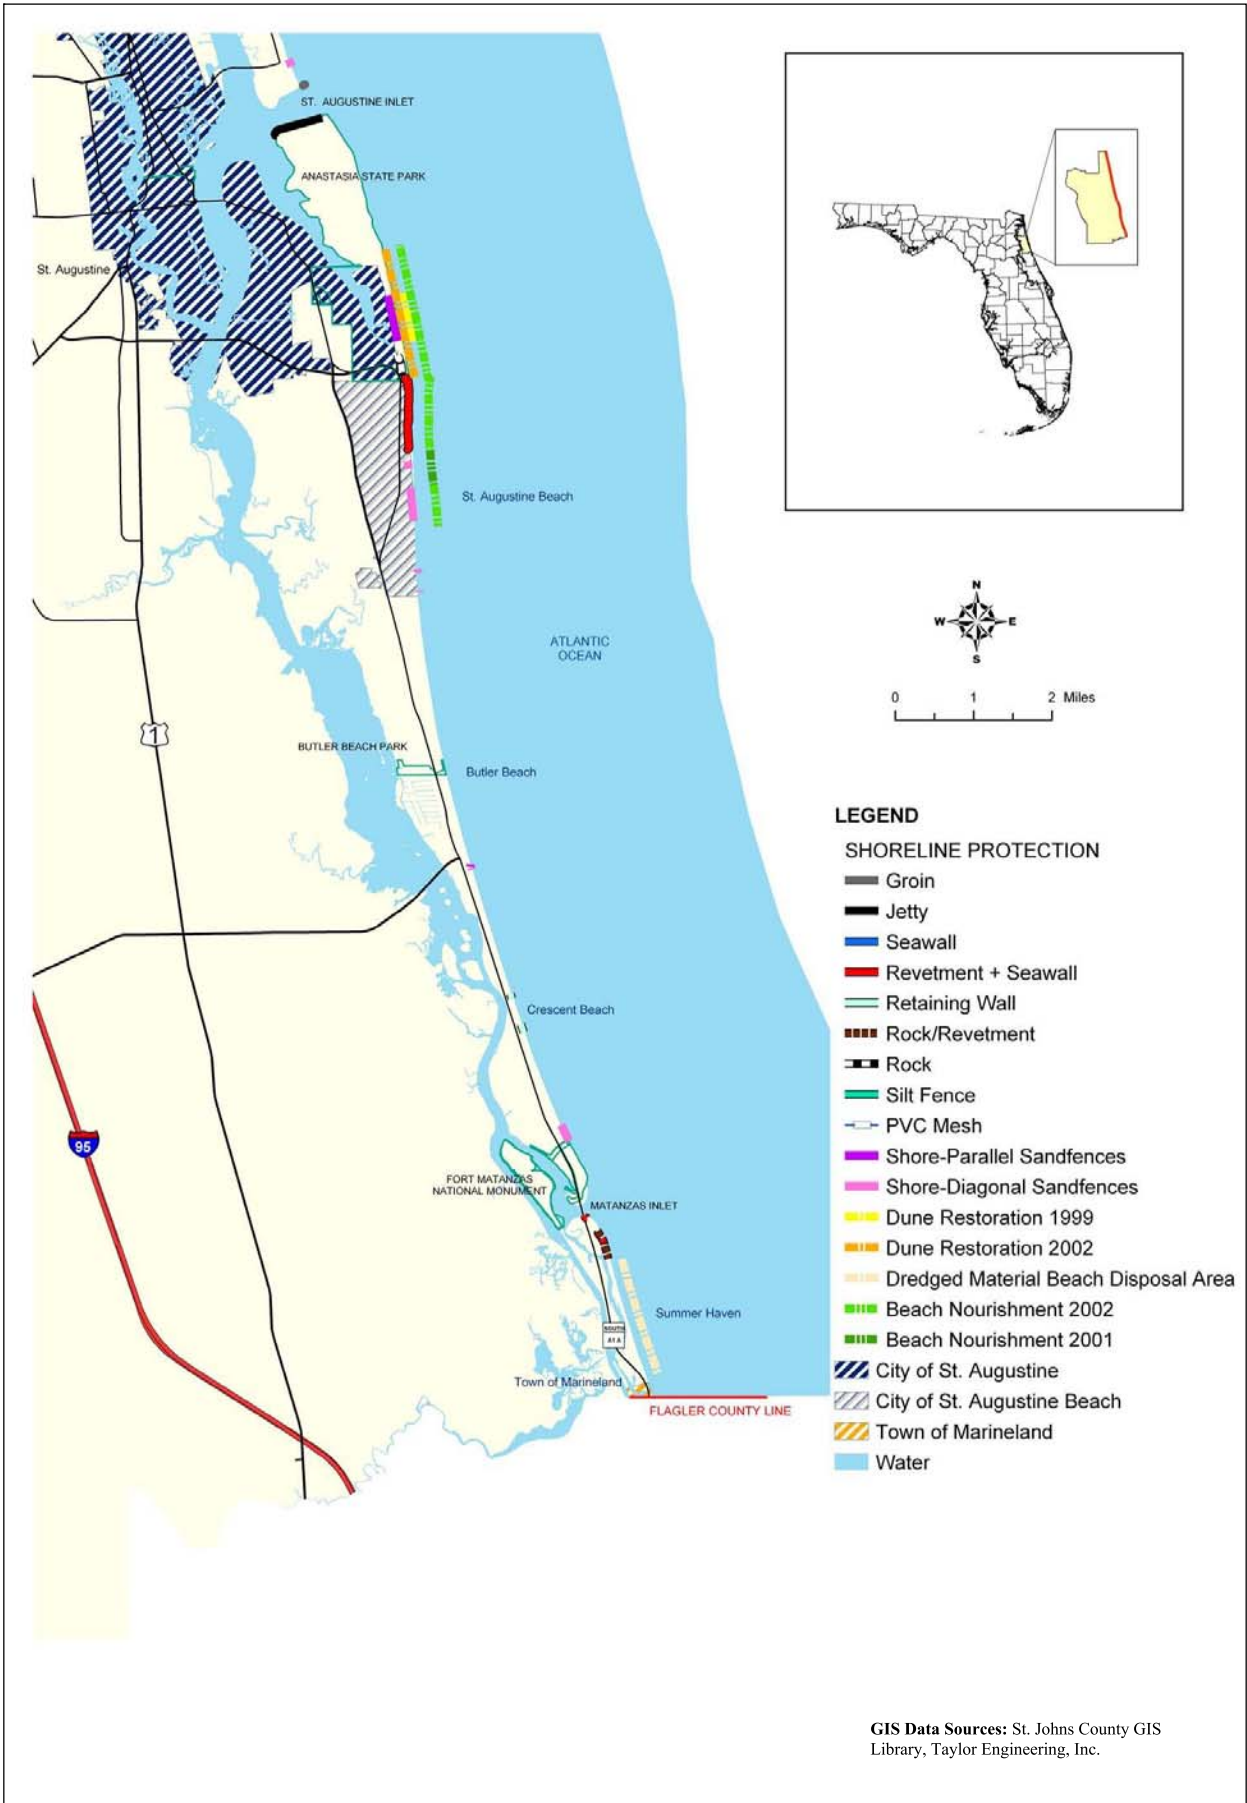 ST. AUGUSTINE INLET
ANASTASIA STATE PARK
St. Augustine
St. Augustine Beach
ATLANTIC
OCEAN
N
W
E
S
0 1 2 Miles
1
BUTLER BEACH PARK
Butler Beach
Crescent Beach
95
FORT MATANZAS
NATIONAL MONUMENT
MATANZAS INLET
Summer Haven
SOUTH
A1A
Town of Marineland
FLAGLER COUNTY LINE
LEGEND
SHORELINE PROTECTION
Groin
Jetty
Seawall
Revetment + Seawall
Retaining Wall
Rock/Revetment
Rock
Silt Fence
PVC Mesh
Shore-Parallel Sandfences
Shore-Diagonal Sandfences
Dune Restoration 1999
Dune Restoration 2002
Dredged Material Beach Disposal Area
Beach Nourishment 2002
Beach Nourishment 2001
City of St. Augustine
City of St. Augustine Beach
Town of Marineland
Water
GIS Data Sources: St. Johns County GIS
Library, Taylor Engineering, Inc.